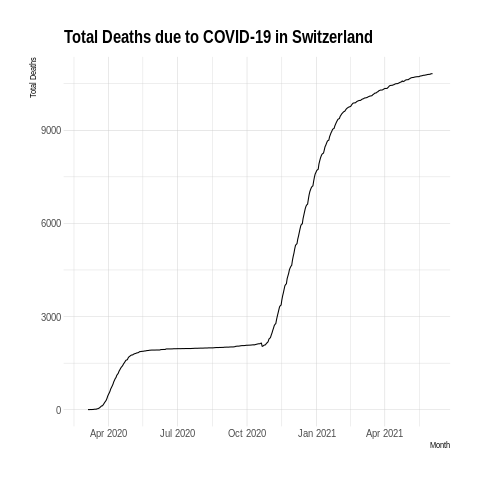 Total Deaths due to COVID-19 in Switzerland
Total Deaths
9000
6000
3000
0
Apr 2020 Jul 2020 Oct 2020 Jan 2021 Apr 2021
Month